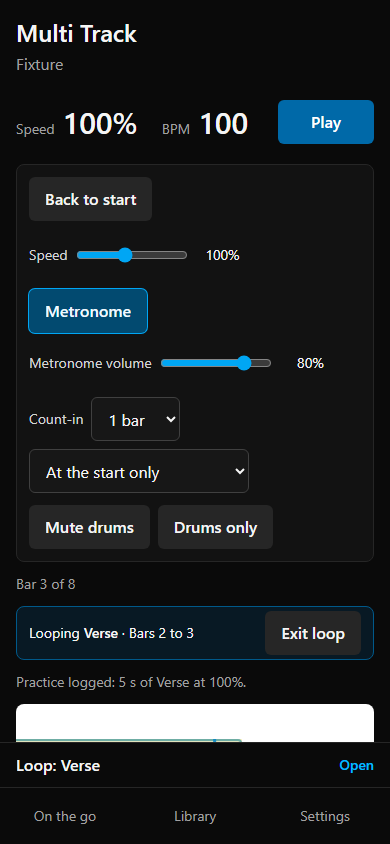 Multi Track
Fixture
Speed 100% BPM 100 Play
Back to start
Speed 100%
Metronome
Metronome volume 80%
Count-in 1 bar
At the start only
Mute drums Drums only
Bar 3 of 8
Looping Verse · Bars 2 to 3 Exit loop
Practice logged: 5 s of Verse at 100%.
Loop: Verse Open
On the go Library Settings